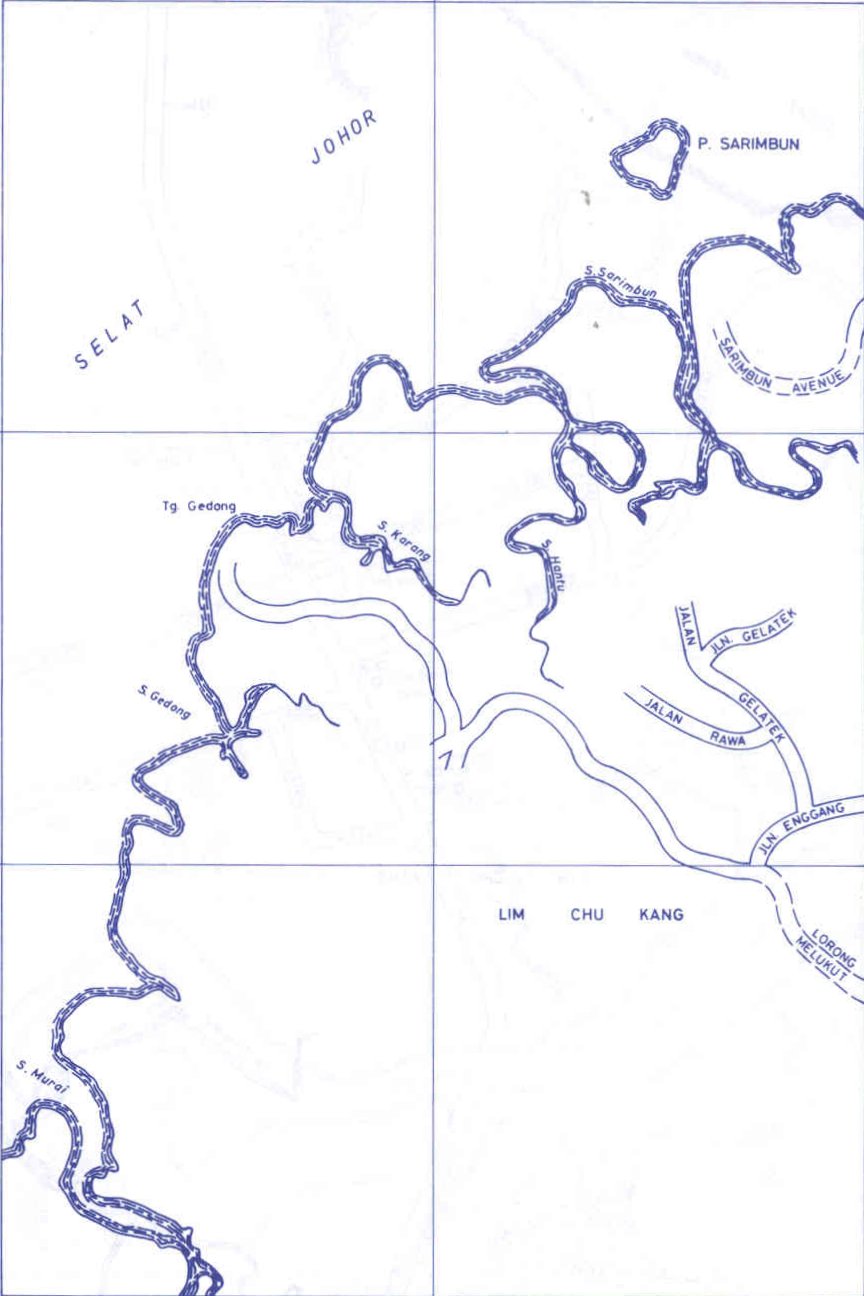 JOHOR
P. SARIMBUN
SELAT
S. Sarimbun
SARIMBUN AVENUE
Tg. Gedong
S. Karang
S. Hantu
JALAN
JLN. GELATEK
GELATEK
S. Gedong
JALAN RAWA
JLN. ENGGANG
LIM CHU KANG
LORONG
MELUKUT
S. Murai